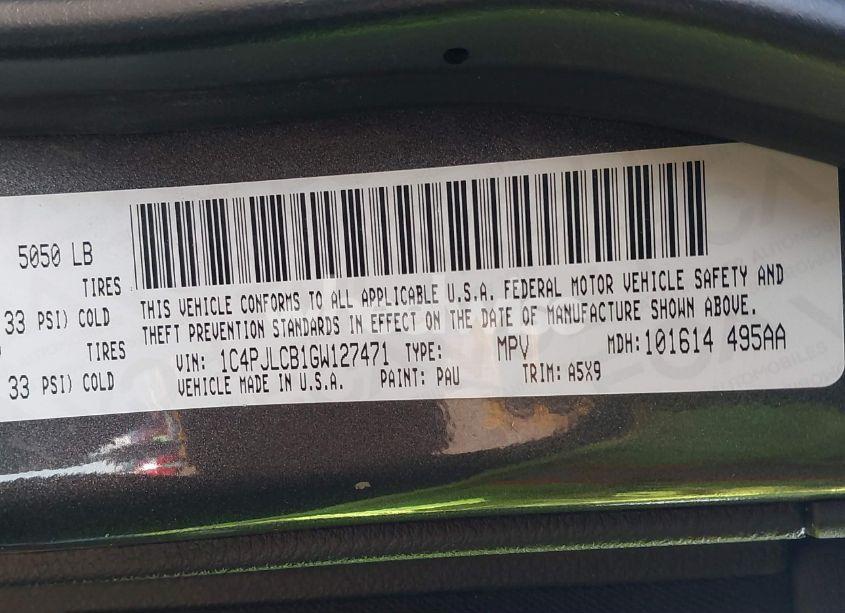 5050 LB
TIRES
33 PSI) COLD
TIRES
33 PSI) COLD
THIS VEHICLE CONFORMS TO ALL APPLICABLE U.S.A. FEDERAL MOTOR VEHICLE SAFETY AND
THEFT PREVENTION STANDARDS IN EFFECT ON THE DATE OF MANUFACTURE SHOWN ABOVE.
VIN: 1C4PJLCB1GW127471 TYPE: MPV MDH: 101614 495AA
VEHICLE MADE IN U.S.A. PAINT: PAU TRIM: A5X9